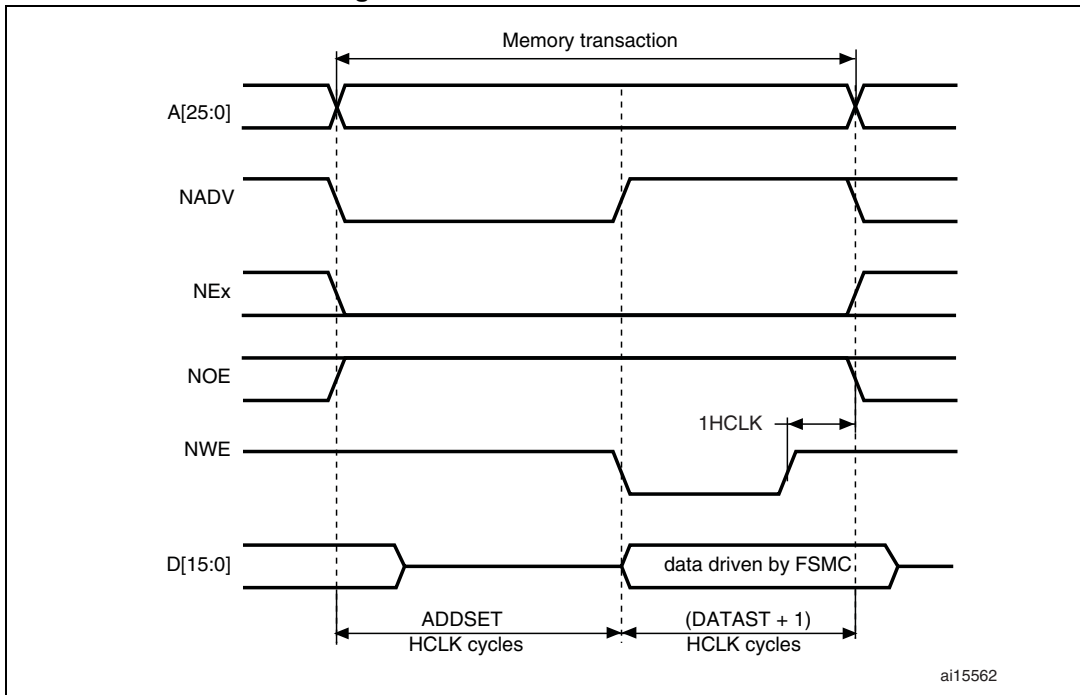 Memory transaction
A[25:0]
NADV
NEx
NOE
1HCLK
NWE
D[15:0]
data driven by FSMC
ADDSET
HCLK cycles
(DATAST + 1)
HCLK cycles
ai15562